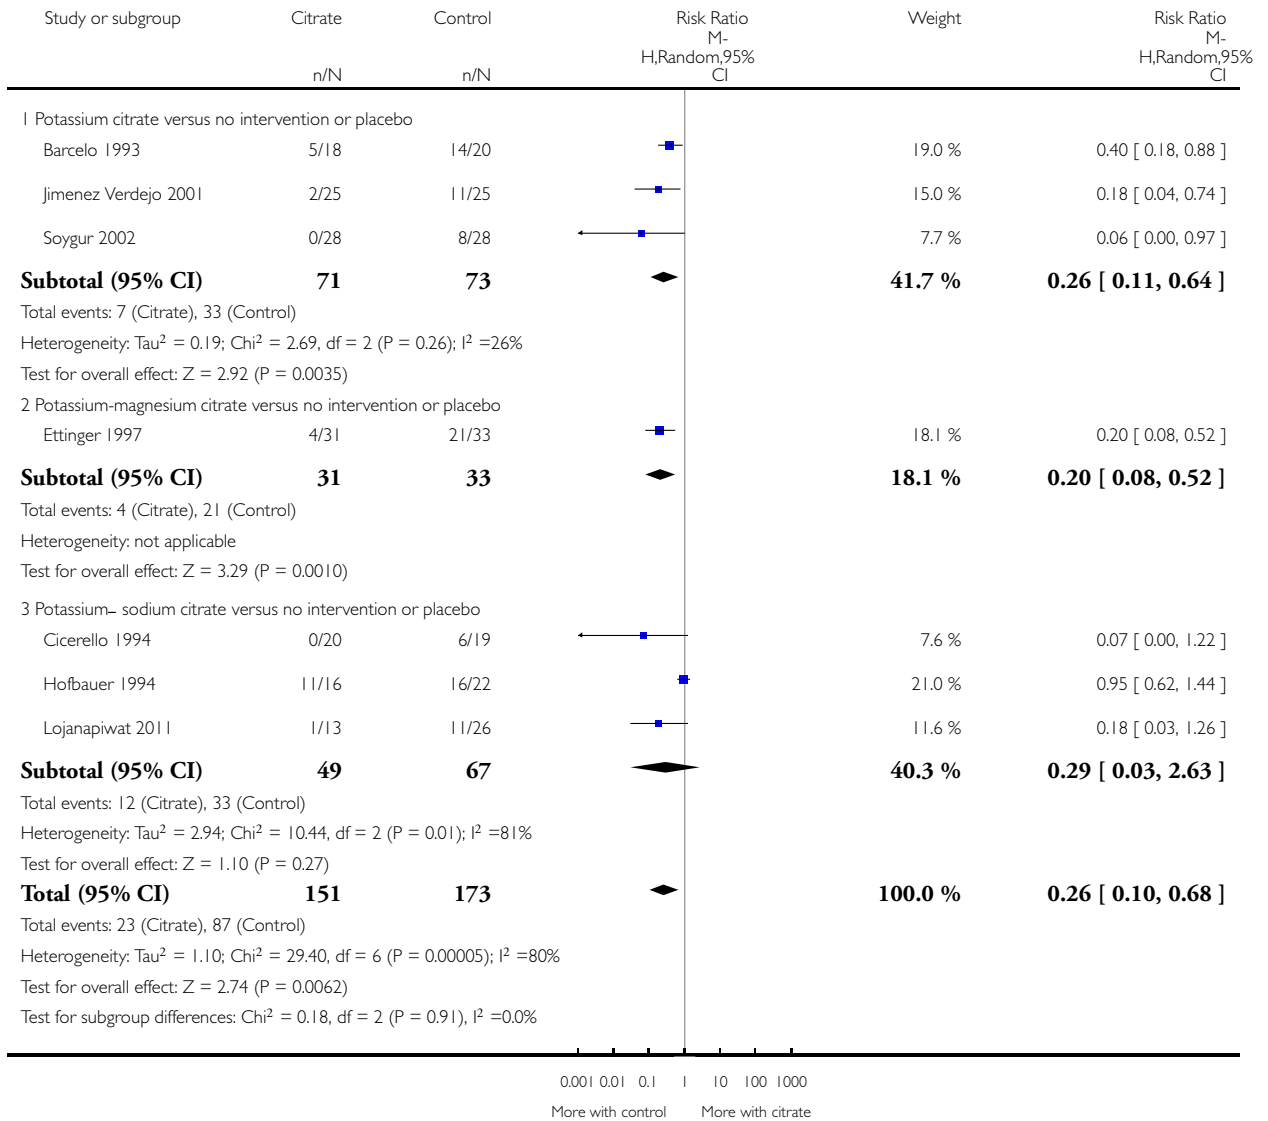 Study or subgroup Citrate Control Risk Ratio Weight Risk Ratio
M- M-
H,Random,95% H,Random,95%
n/N n/N CI CI
1 Potassium citrate versus no intervention or placebo
Barcelo 1993 5/18 14/20 19.0 % 0.40 [ 0.18, 0.88 ]
Jimenez Verdejo 2001 2/25 11/25 15.0 % 0.18 [ 0.04, 0.74 ]
Soygur 2002 0/28 8/28 7.7 % 0.06 [ 0.00, 0.97 ]
Subtotal (95% CI) 71 73 41.7 % 0.26 [ 0.11, 0.64 ]
Total events: 7 (Citrate), 33 (Control)
Heterogeneity: Tau² = 0.19; Chi² = 2.69, df = 2 (P = 0.26); I² =26%
Test for overall effect: Z = 2.92 (P = 0.0035)
2 Potassium-magnesium citrate versus no intervention or placebo
Ettinger 1997 4/31 21/33 18.1 % 0.20 [ 0.08, 0.52 ]
Subtotal (95% CI) 31 33 18.1 % 0.20 [ 0.08, 0.52 ]
Total events: 4 (Citrate), 21 (Control)
Heterogeneity: not applicable
Test for overall effect: Z = 3.29 (P = 0.0010)
3 Potassium– sodium citrate versus no intervention or placebo
Cicerello 1994 0/20 6/19 7.6 % 0.07 [ 0.00, 1.22 ]
Hofbauer 1994 11/16 16/22 21.0 % 0.95 [ 0.62, 1.44 ]
Lojanapiwat 2011 1/13 11/26 11.6 % 0.18 [ 0.03, 1.26 ]
Subtotal (95% CI) 49 67 40.3 % 0.29 [ 0.03, 2.63 ]
Total events: 12 (Citrate), 33 (Control)
Heterogeneity: Tau² = 2.94; Chi² = 10.44, df = 2 (P = 0.01); I² =81%
Test for overall effect: Z = 1.10 (P = 0.27)
Total (95% CI) 151 173 100.0 % 0.26 [ 0.10, 0.68 ]
Total events: 23 (Citrate), 87 (Control)
Heterogeneity: Tau² = 1.10; Chi² = 29.40, df = 6 (P = 0.00005); I² =80%
Test for overall effect: Z = 2.74 (P = 0.0062)
Test for subgroup differences: Chi² = 0.18, df = 2 (P = 0.91), I² =0.0%
0.001 0.01 0.1 1 10 100 1000
More with control More with citrate